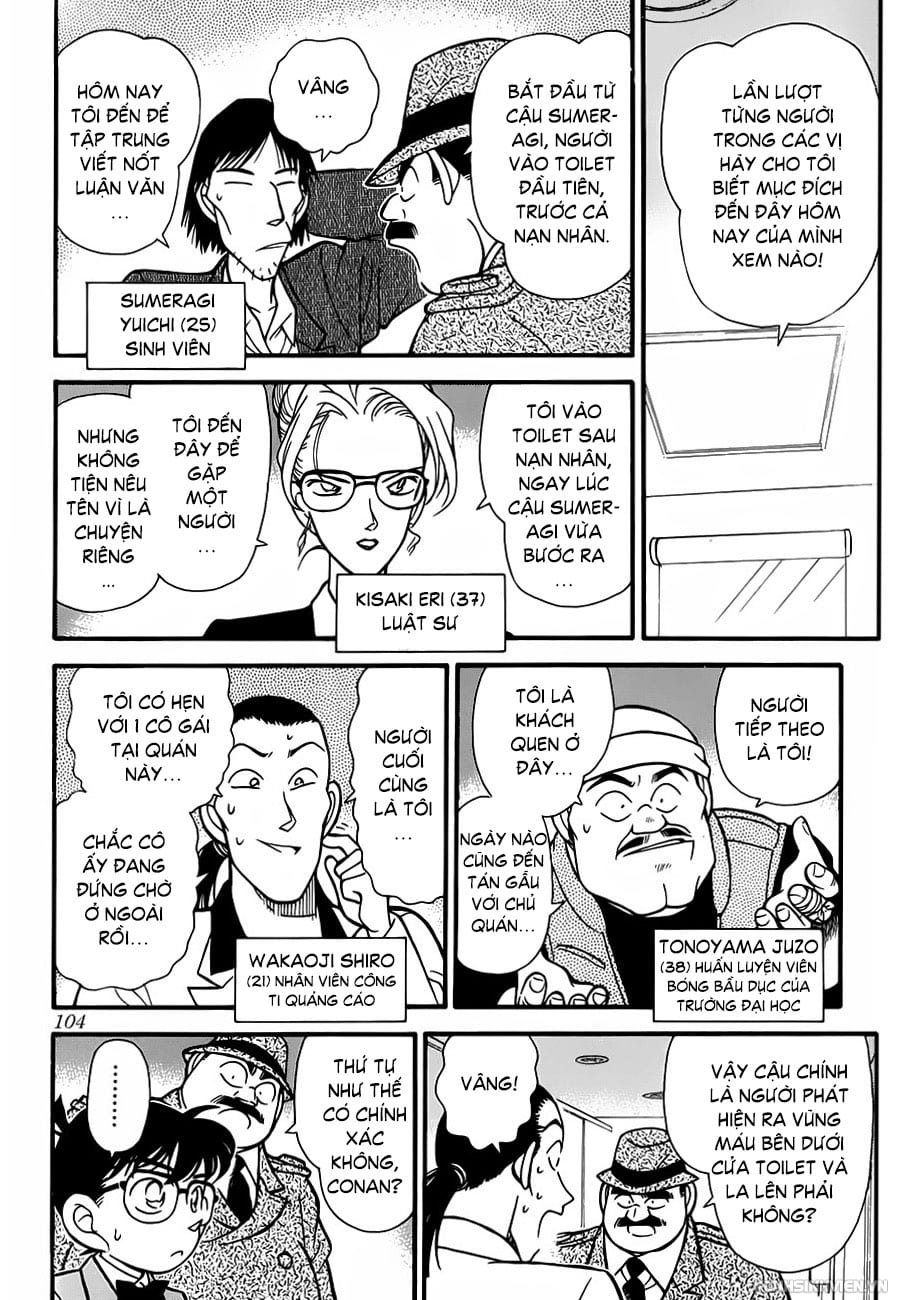 LẦN LƯỢT
TỪNG NGƯỜI
TRONG CÁC VỊ
HÃY CHO TÔI
BIẾT MỤC ĐÍCH
ĐẾN ĐÂY HÔM
NAY CỦA MÌNH
XEM NÀO!
BẮT ĐẦU TỪ
CẬU SUMER-
AGI, NGƯỜI
VÀO TOILET
ĐẦU TIÊN,
TRƯỚC CẢ
NẠN NHÂN.
VÂNG
...
HÔM NAY
TÔI ĐẾN ĐỂ
TẬP TRUNG
VIẾT NỐT
LUẬN VĂN
...
SUMERAGI
YUICHI (25)
SINH VIÊN
TÔI VÀO
TOILET SAU
NẠN NHÂN,
NGAY LÚC
CẬU SUMER-
AGI VỪA
BƯỚC RA
...
TÔI ĐẾN
ĐÂY ĐỂ
GẶP
MỘT
NGƯỜI
...
NHƯNG
KHÔNG
TIỆN NÊU
TÊN VÌ LÀ
CHUYỆN
RIÊNG
...
KISAKI ERI (37)
LUẬT SƯ
NGƯỜI
TIẾP THEO
LÀ TÔI!
TÔI LÀ
KHÁCH
QUEN Ở
ĐÂY...
NGÀY NÀO
CŨNG ĐẾN
TÁN GẪU
VỚI CHỦ
QUÁN...
TONOYAMA JUZO
(38) HUẤN LUYỆN VIÊN
BÓNG BẦU DỤC CỦA
TRƯỜNG ĐẠI HỌC
NGƯỜI
CUỐI
CÙNG
LÀ TÔI
...
TÔI CÓ HẸN
VỚI 1 CÔ GÁI
TẠI QUÁN
NÀY...
CHẮC CÔ
ẤY ĐANG
ĐỨNG CHỜ
Ở NGOÀI
RỒI...
WAKAOJI SHIRO
(21) NHÂN VIÊN CÔNG
TI QUẢNG CÁO
104
VẬY CẬU CHÍNH
LÀ NGƯỜI PHÁT
HIỆN RA VŨNG
MÁU BÊN DƯỚI
CỬA TOILET VÀ
LA LÊN PHẢI
KHÔNG?
VÂNG!
THỨ TỰ
NHƯ THẾ
CÓ CHÍNH
XÁC
KHÔNG,
CONAN?
........